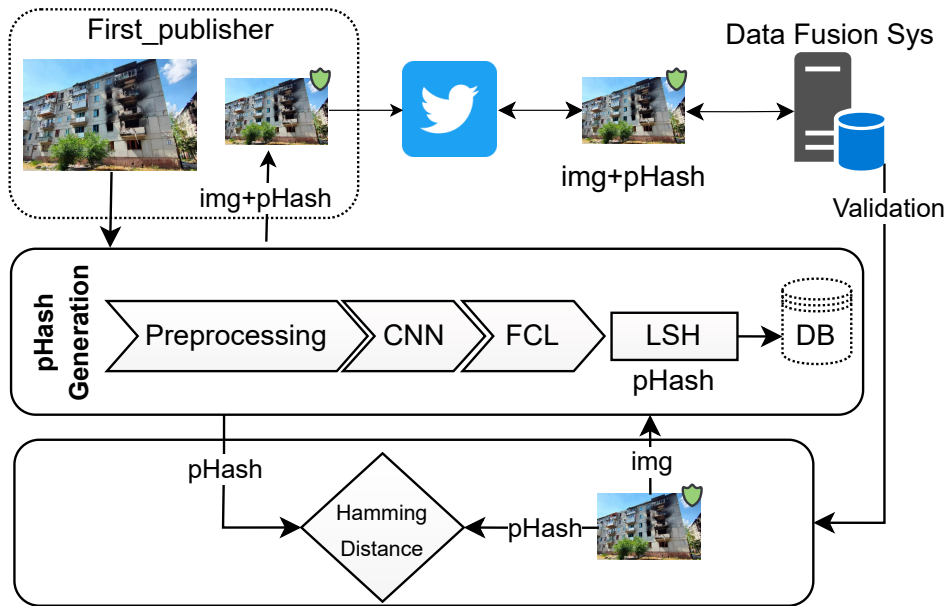 First_publisher
Data Fusion Sys
img+pHash
img+pHash
Validation
pHash
Generation
Preprocessing
CNN
FCL
LSH
DB
pHash
pHash
img
Hamming
Distance
pHash